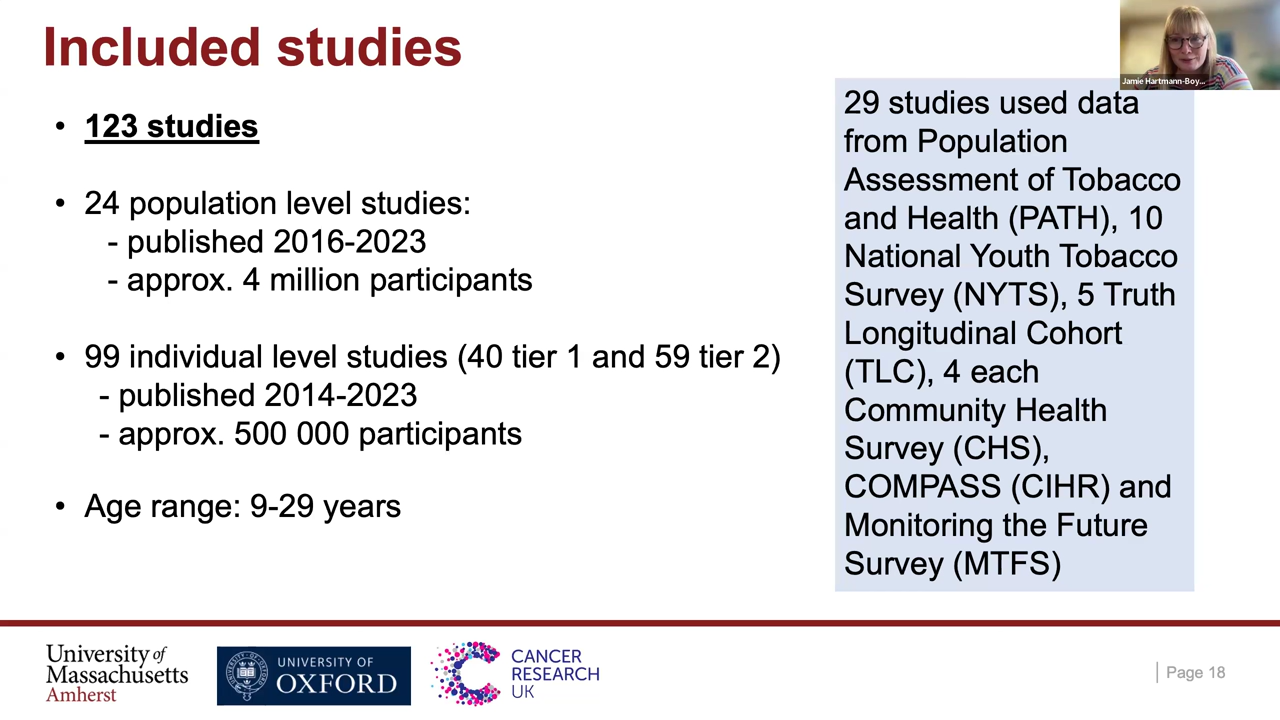 Included studies
• 123 studies
• 24 population level studies:
- published 2016-2023
- approx. 4 million participants
• 99 individual level studies (40 tier 1 and 59 tier 2)
- published 2014-2023
- approx. 500 000 participants
• Age range: 9-29 years
Jamie Hartmann-Boy...
29 studies used data
from Population
Assessment of Tobacco
and Health (PATH), 10
National Youth Tobacco
Survey (NYTS), 5 Truth
Longitudinal Cohort
(TLC), 4 each
Community Health
Survey (CHS),
COMPASS (CIHR) and
Monitoring the Future
Survey (MTFS)
University of
Massachusetts
Amherst
UNIVERSITY OF
OXFORD
CANCER
RESEARCH
UK
Page 18